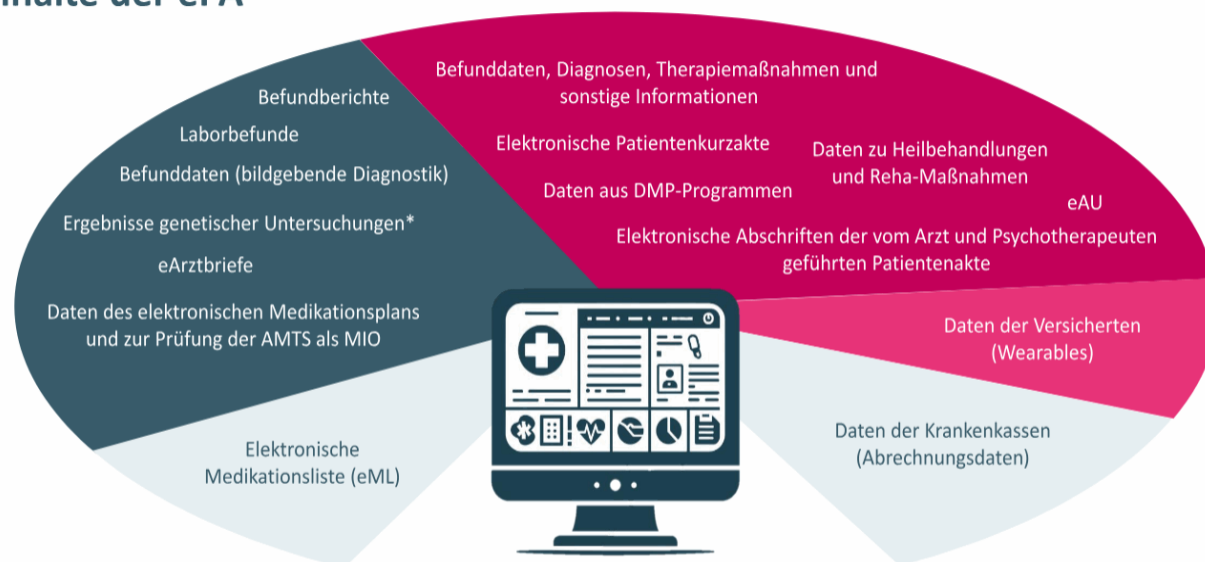 Inhalte der ePA
Befundberichte
Laborbefunde
Befunddaten (bildgebende Diagnostik)
Ergebnisse genetischer Untersuchungen*
eArztbriefe
Daten des elektronischen Medikationsplans
und zur Prüfung der AMTS als MIO
Befunddaten, Diagnosen, Therapiemaßnahmen und
sonstige Informationen
Elektronische Patientenkurzakte
Daten zu Heilbehandlungen
und Reha-Maßnahmen
Daten aus DMP-Programmen
eAU
Elektronische Abschriften der vom Arzt und Psychotherapeuten
geführten Patientenakte
Daten der Versicherten
(Wearables)
Daten der Krankenkassen
(Abrechnungsdaten)
Elektronische
Medikationsliste (eML)